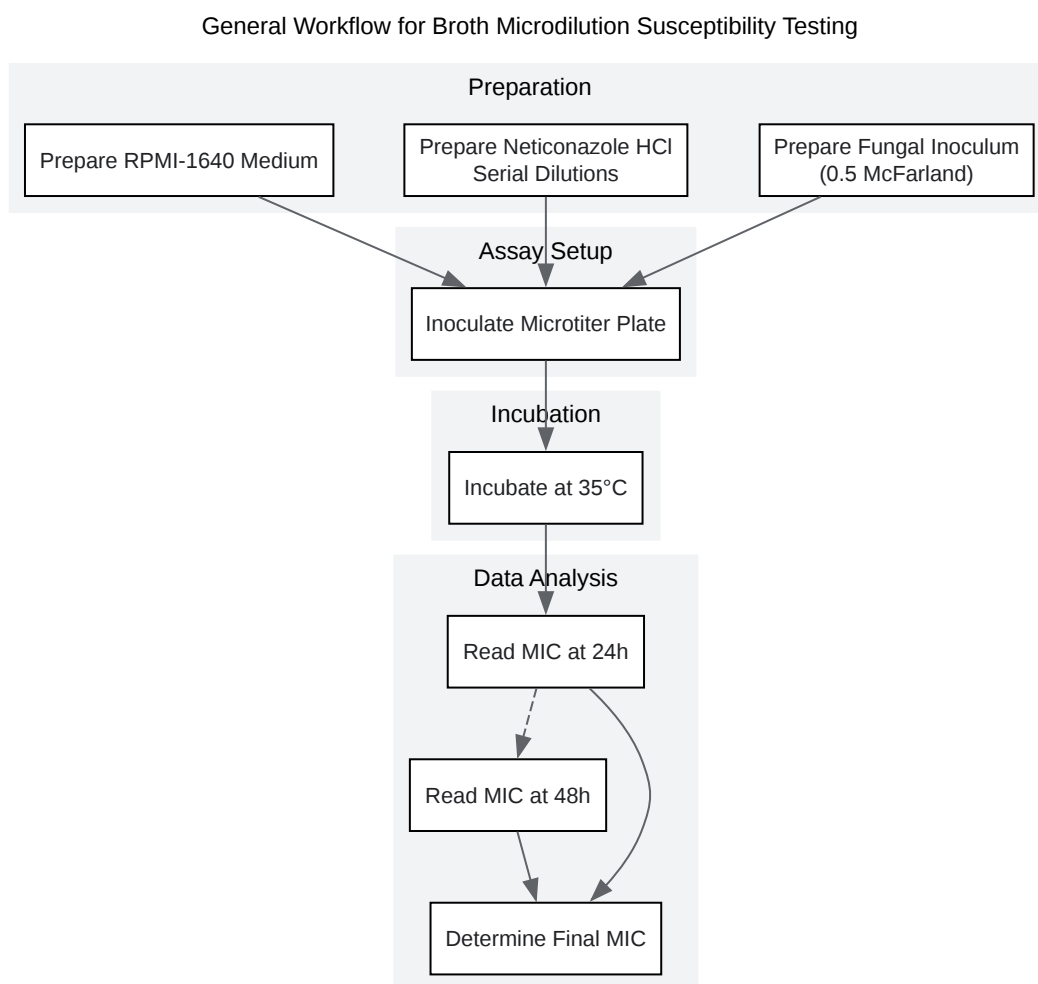 General Workflow for Broth Microdilution Susceptibility Testing
Preparation
Prepare RPMI-1640 Medium
Prepare Neticonazole HCl
Serial Dilutions
Prepare Fungal Inoculum
(0.5 McFarland)
Assay Setup
Inoculate Microtiter Plate
Incubation
Incubate at 35°C
Data Analysis
Read MIC at 24h
Read MIC at 48h
Determine Final MIC